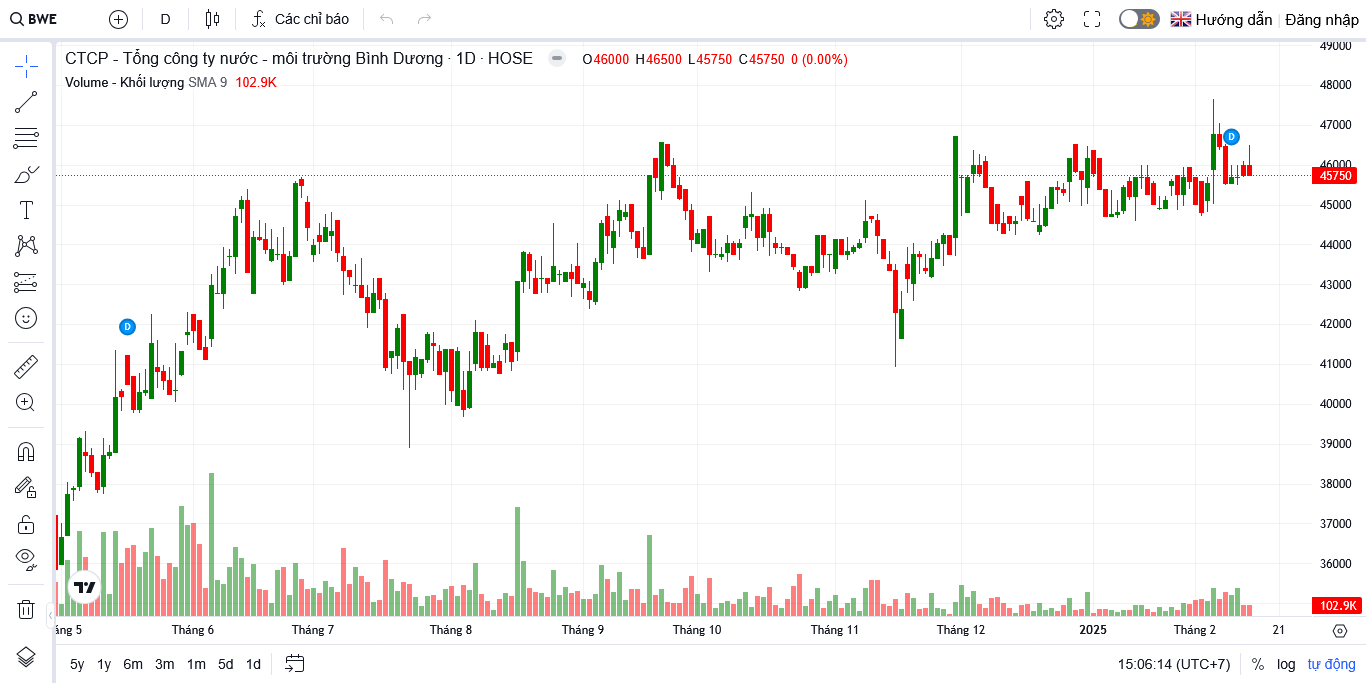 BWE
D
Các chỉ báo
Hướng dẫn
Đăng nhập
CTCP - Tổng công ty nước - môi trường Bình Dương · 1D · HOSE
O46000 H46500 L45750 C45750 0 (0.00%)
Volume - Khối lượng SMA 9 102.9K
49000
48000
47000
46000
45750
45000
44000
43000
42000
41000
40000
39000
38000
37000
36000
102.9K
D
D
áng 5
Tháng 6
Tháng 7
Tháng 8
Tháng 9
Tháng 10
Tháng 11
Tháng 12
2025
Tháng 2
21
5y 1y 6m 3m 1m 5d 1d
15:06:14 (UTC+7)
% log tự động